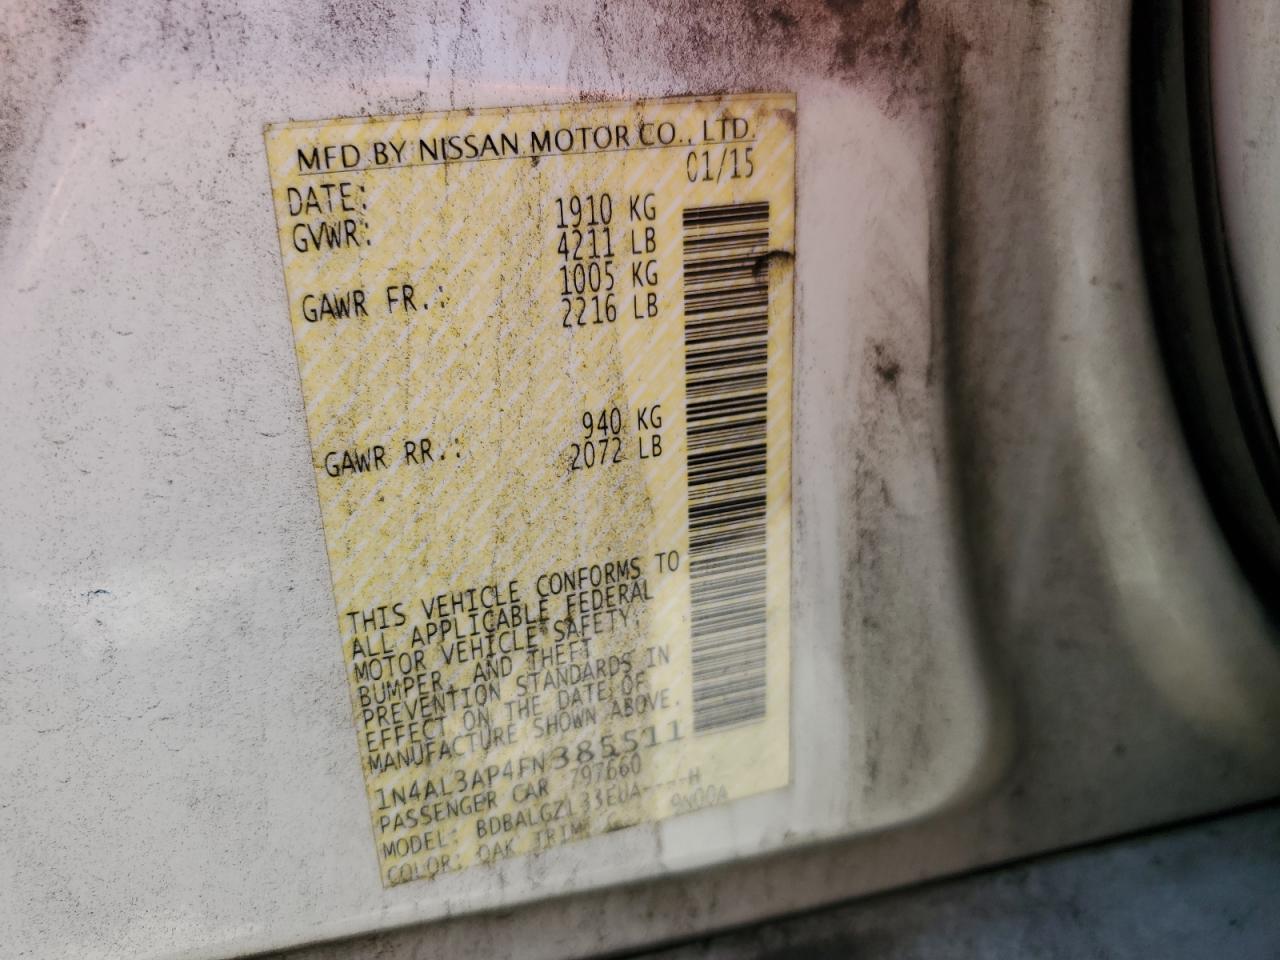 MFD BY NISSAN MOTOR CO., LTD.
DATE: 01/15
GVWR: 1910 KG
4211 LB
GAWR FR.: 1005 KG
2216 LB
GAWR RR.: 940 KG
2072 LB
THIS VEHICLE CONFORMS TO
ALL APPLICABLE FEDERAL
MOTOR VEHICLE SAFETY,
BUMPER, AND THEFT
PREVENTION STANDARDS IN
EFFECT ON THE DATE OF
MANUFACTURE SHOWN ABOVE.
1N4AL3AP4FN385511
PASSENGER CAR 797660
MODEL: BDBALGZL33EUA----H
COLOR: QAK TRIM: